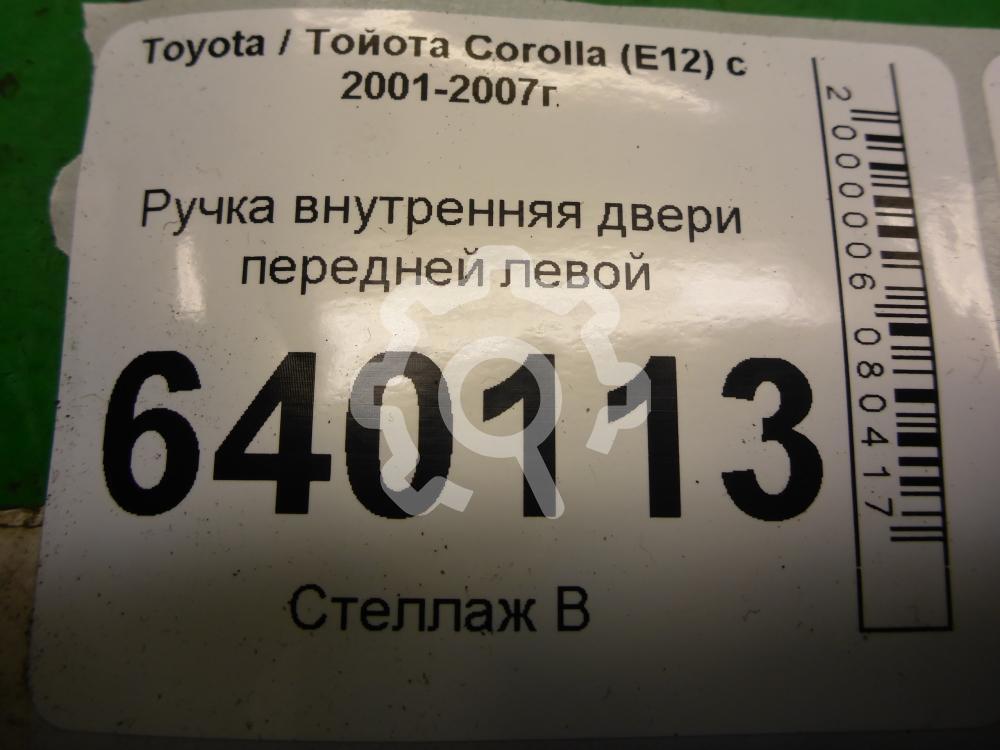 Toyota / Тойота Corolla (E12) с
2001-2007г.
Ручка внутренняя двери
передней левой
640113
Стеллаж В
2000006080417